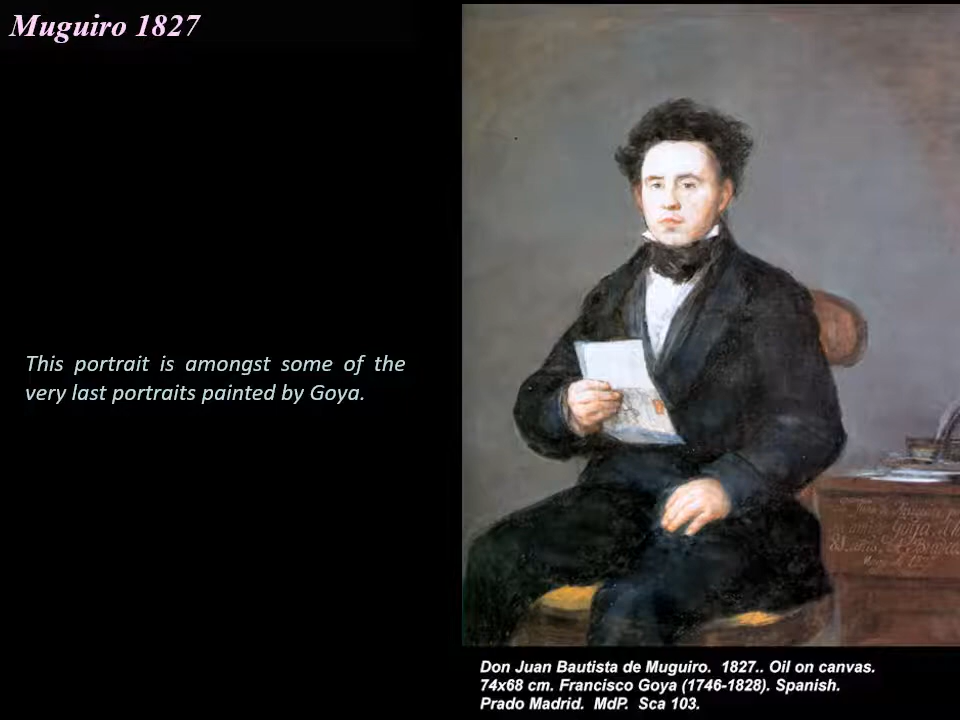 Muguiro 1827
This portrait is amongst some of the
very last portraits painted by Goya.
Don Juan Bautista de Muguiro. 1827.. Oil on canvas.
74x68 cm. Francisco Goya (1746-1828). Spanish.
Prado Madrid. MdP. Sca 103.
Goya